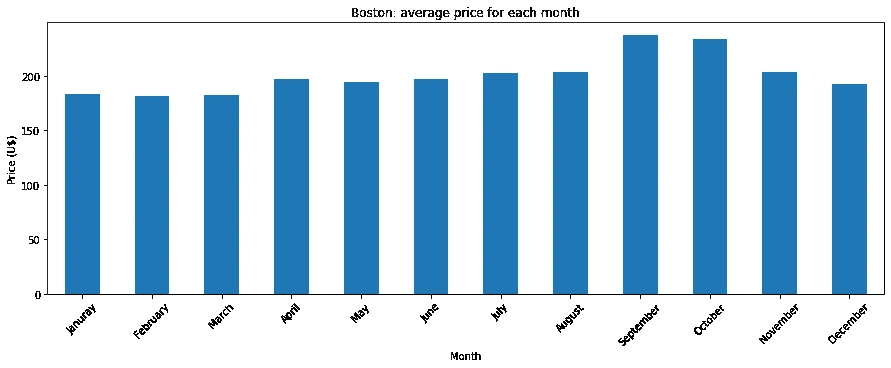 Boston: average price for each month
Price (U$)
200
150
100
50
0
Januray
February
March
April
May
June
July
August
September
October
November
December
Month